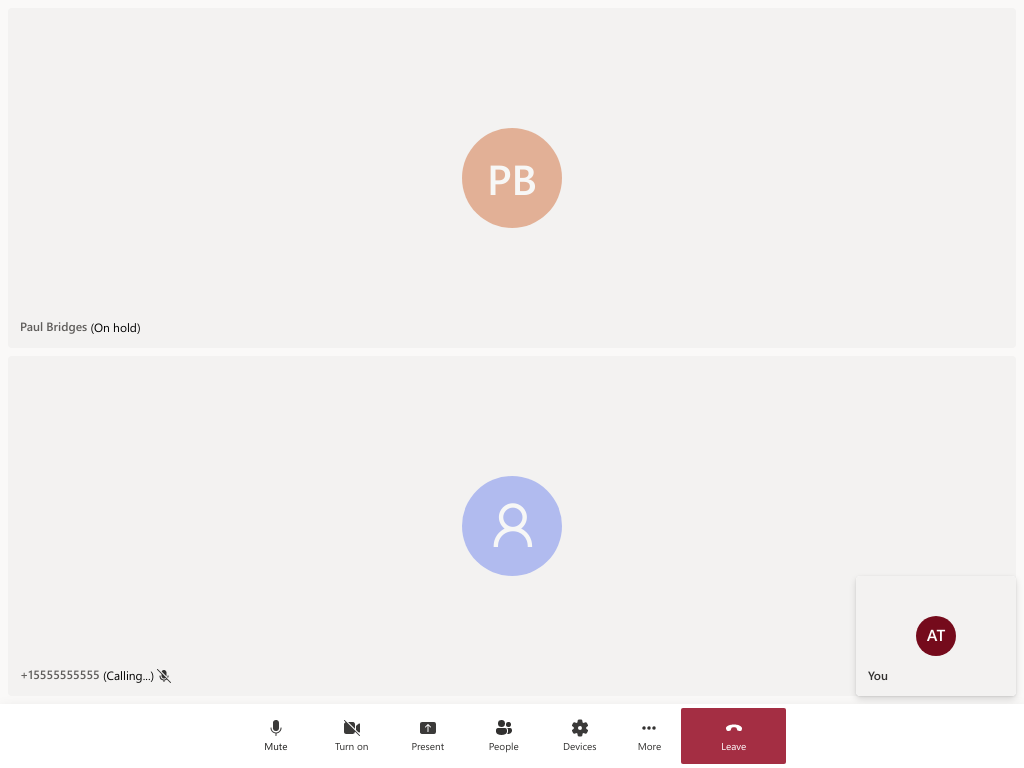 PB
Paul Bridges (On hold)
+15555555555 (Calling...)
AT
You
Mute
Turn on
Present
People
Devices
More
Leave